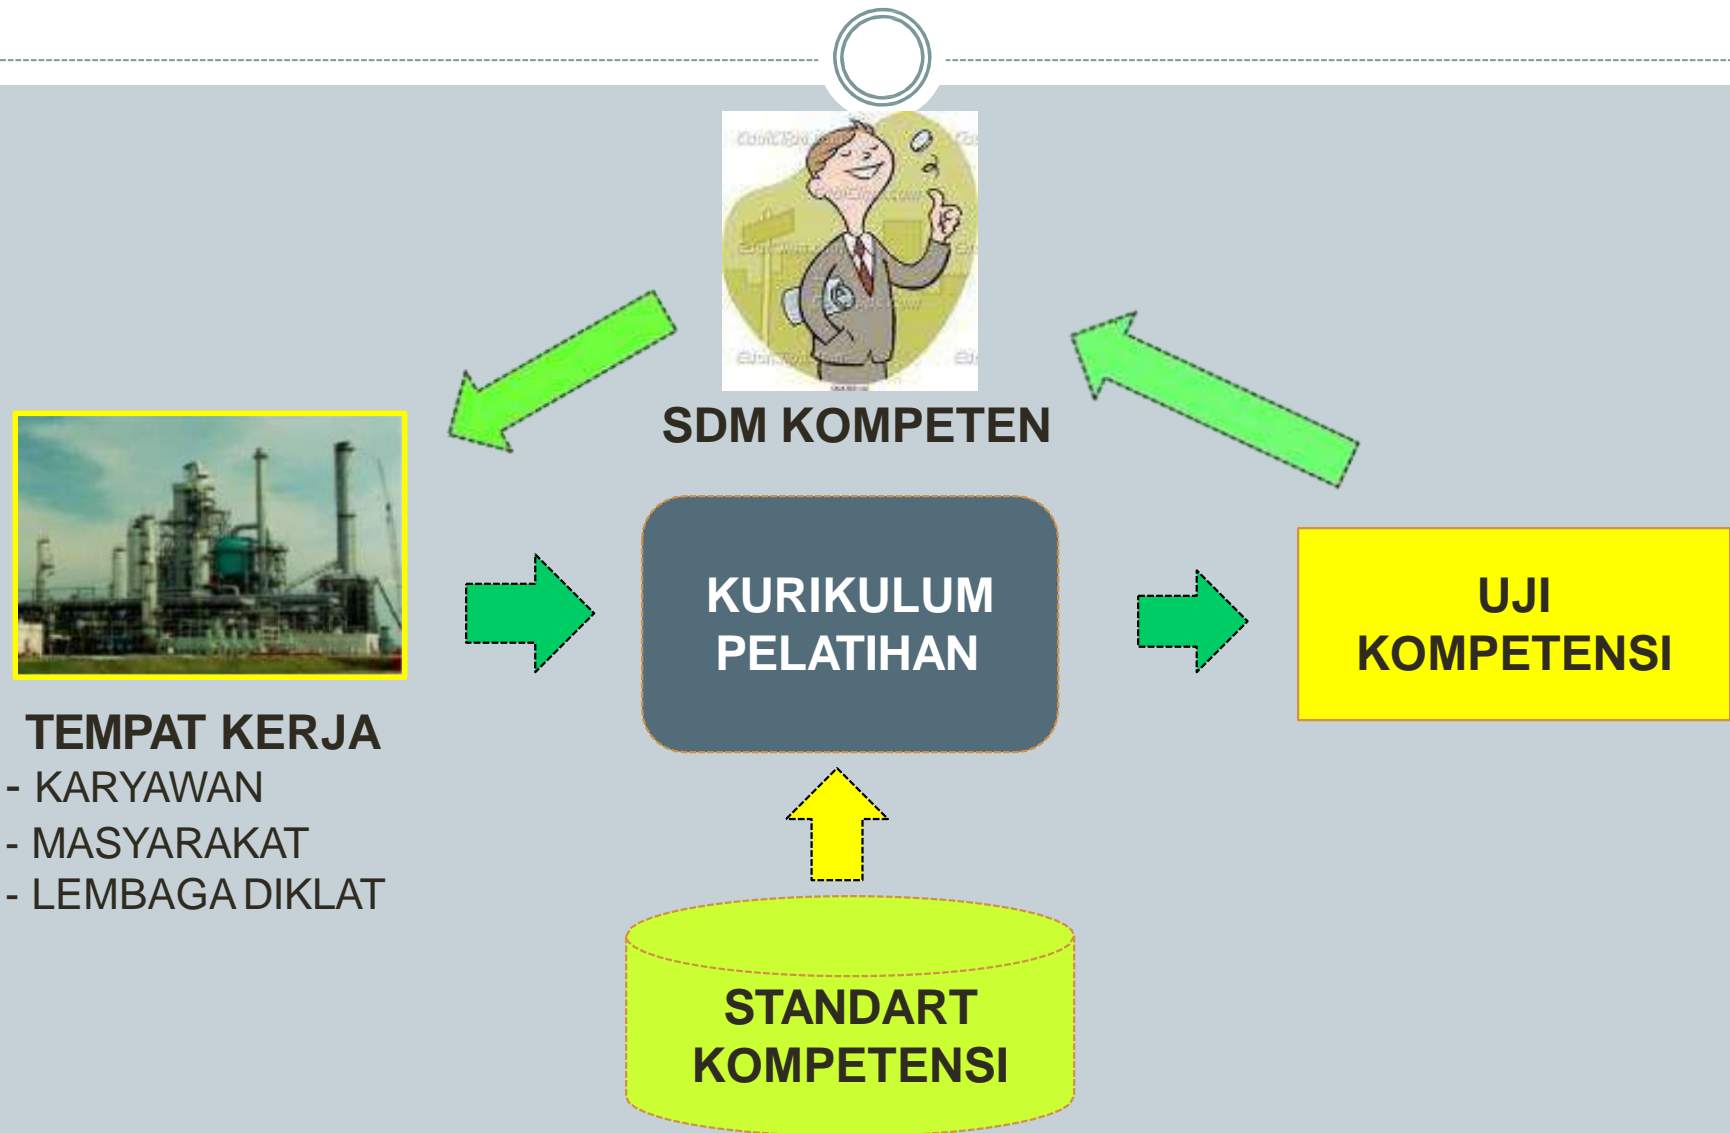 SDM KOMPETEN
KURIKULUM
PELATIHAN
UJI
KOMPETENSI
TEMPAT KERJA
- KARYAWAN
- MASYARAKAT
- LEMBAGA DIKLAT
STANDART
KOMPETENSI